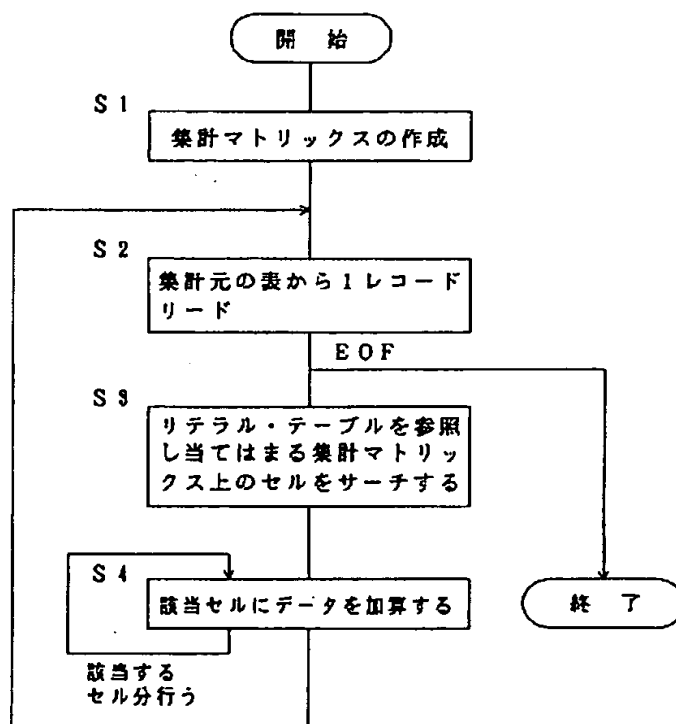 開 始
S1
集計マトリックスの作成
S2
集計元の表から1レコード
リード
EOF
S3
リテラル・テーブルを参照
し当てはまる集計マトリッ
クス上のセルをサーチする
S4
該当セルにデータを加算する
終 了
該当する
セル分行う